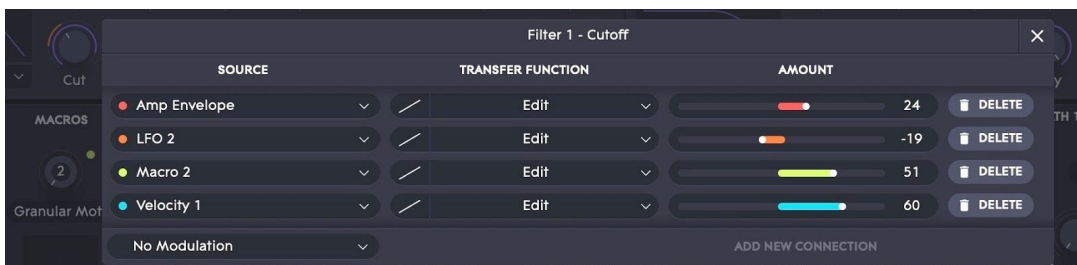 Filter 1 - Cutoff
Cut
SOURCE TRANSFER FUNCTION AMOUNT
Amp Envelope Edit 24 DELETE
MACROS
LFO 2 Edit -19 DELETE
2
Macro 2 Edit 51 DELETE
Granular Mot
Velocity 1 Edit 60 DELETE
No Modulation ADD NEW CONNECTION